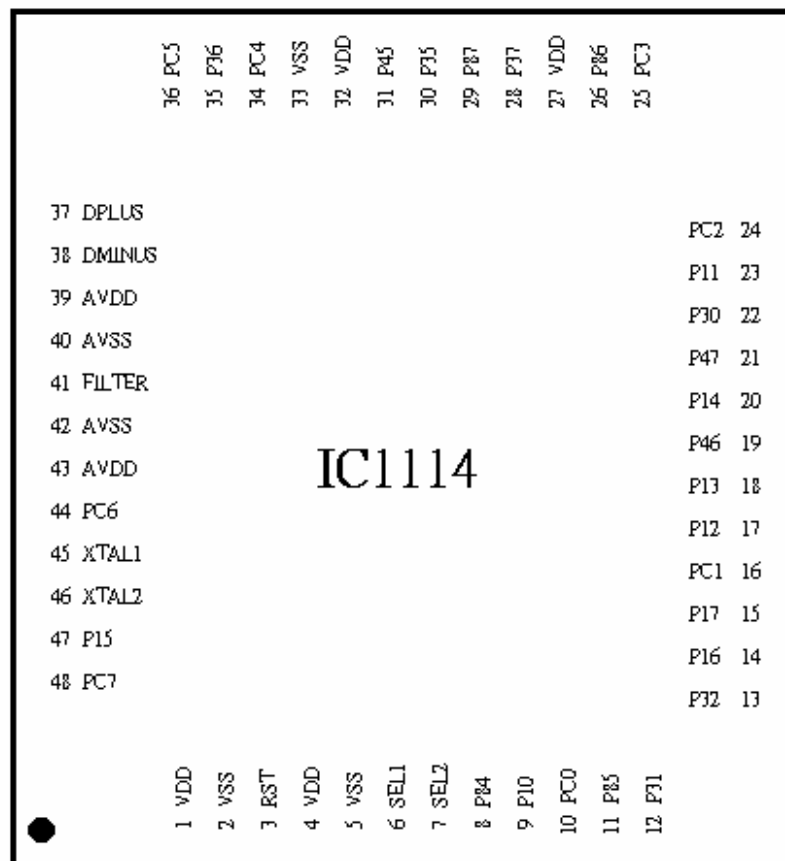 36 PC5
35 P36
34 PC4
33 VSS
32 VDD
31 P45
30 P35
29 P87
28 P37
27 VDD
26 P86
25 PC3
37 DPLUS
38 DMINUS
39 AVDD
40 AVSS
41 FILTER
42 AVSS
43 AVDD
44 PC6
45 XTAL1
46 XTAL2
47 P15
48 PC7
IC1114
PC2 24
P11 23
P30 22
P47 21
P14 20
P46 19
P13 18
P12 17
PC1 16
P17 15
P16 14
P32 13
1 VDD
2 VSS
3 RST
4 VDD
5 VSS
6 SEL1
7 SEL2
8 P84
9 P10
10 PC0
11 P85
12 P31